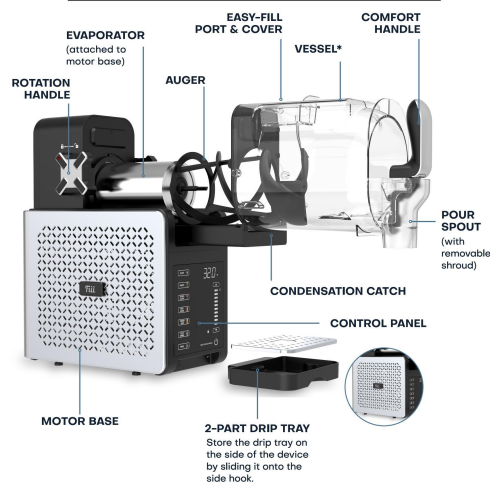 EASY-FILL
PORT & COVER
COMFORT
HANDLE
EVAPORATOR
(attached to
motor base)
VESSEL*
ROTATION
HANDLE
AUGER
POUR
SPOUT
(with
removable
shroud)
CONDENSATION CATCH
CONTROL PANEL
320
MOTOR BASE
2-PART DRIP TRAY
Store the drip tray on
the side of the device
by sliding it onto the
side hook.